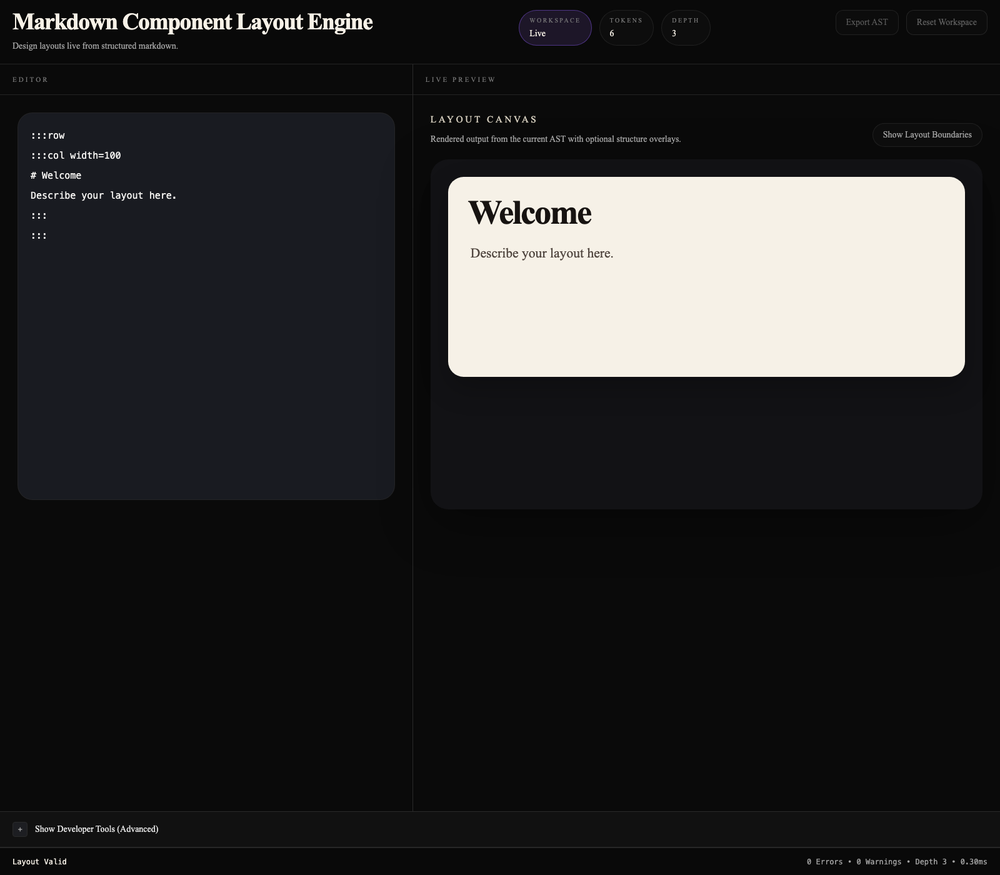 Markdown Component Layout Engine
Design layouts live from structured markdown.
WORKSPACE
Live
TOKENS
6
DEPTH
3
Export AST
Reset Workspace
EDITOR
:::row
:::col width=100
# Welcome
Describe your layout here.
:::
:::
LIVE PREVIEW
LAYOUT CANVAS
Rendered output from the current AST with optional structure overlays.
Show Layout Boundaries
Welcome
Describe your layout here.
+ Show Developer Tools (Advanced)
Layout Valid
0 Errors • 0 Warnings • Depth 3 • 0.30ms